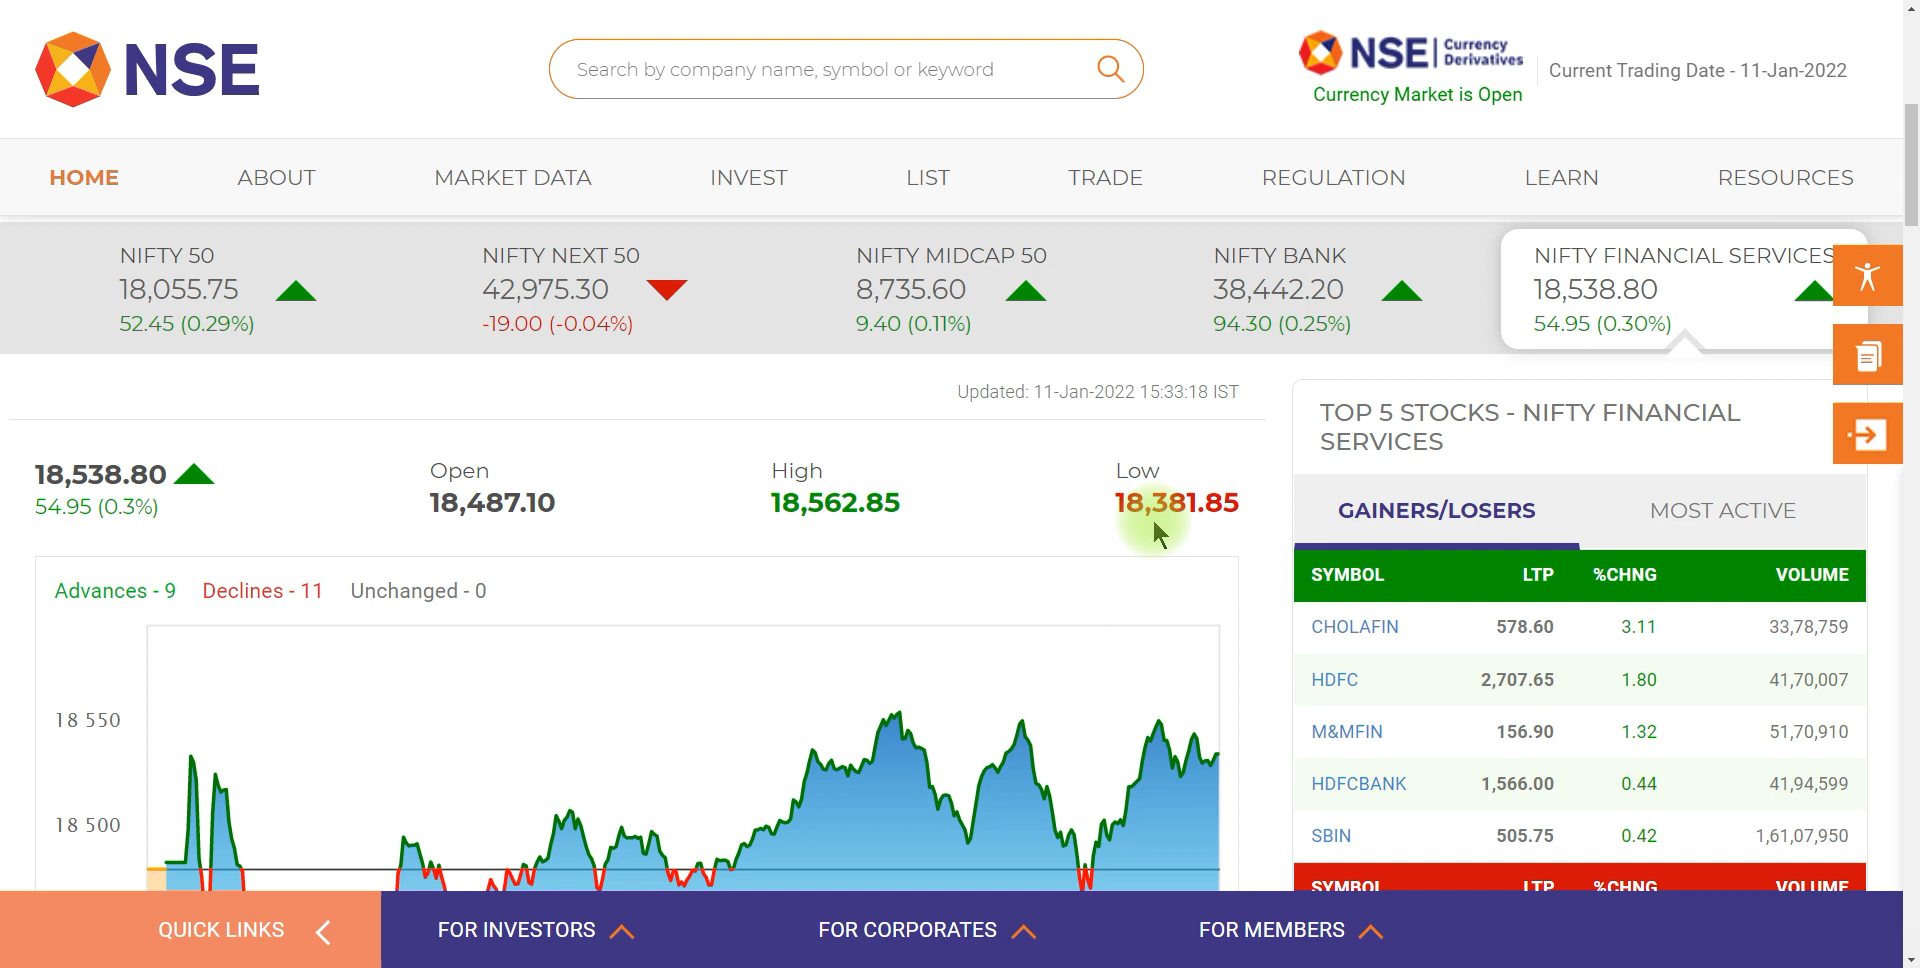 NSE
Search by company name, symbol or keyword
NSE Currency Derivatives
Currency Market is Open
Current Trading Date - 11-Jan-2022
HOME ABOUT MARKET DATA INVEST LIST TRADE REGULATION LEARN RESOURCES
NIFTY 50
18,055.75
52.45 (0.29%)
NIFTY NEXT 50
42,975.30
-19.00 (-0.04%)
NIFTY MIDCAP 50
8,735.60
9.40 (0.11%)
NIFTY BANK
38,442.20
94.30 (0.25%)
NIFTY FINANCIAL SERVICES
18,538.80
54.95 (0.30%)
Updated: 11-Jan-2022 15:33:18 IST
18,538.80
54.95 (0.3%)
Open
18,487.10
High
18,562.85
Low
18,381.85
Advances - 9 Declines - 11 Unchanged - 0
18 550
18 500
TOP 5 STOCKS - NIFTY FINANCIAL
SERVICES
GAINERS/LOSERS MOST ACTIVE
SYMBOL LTP %CHNG VOLUME
CHOLAFIN 578.60 3.11 33,78,759
HDFC 2,707.65 1.80 41,70,007
M&MFIN 156.90 1.32 51,70,910
HDFCBANK 1,566.00 0.44 41,94,599
SBIN 505.75 0.42 1,61,07,950
SYMBOL LTP %CHNG VOLUME
QUICK LINKS FOR INVESTORS FOR CORPORATES FOR MEMBERS